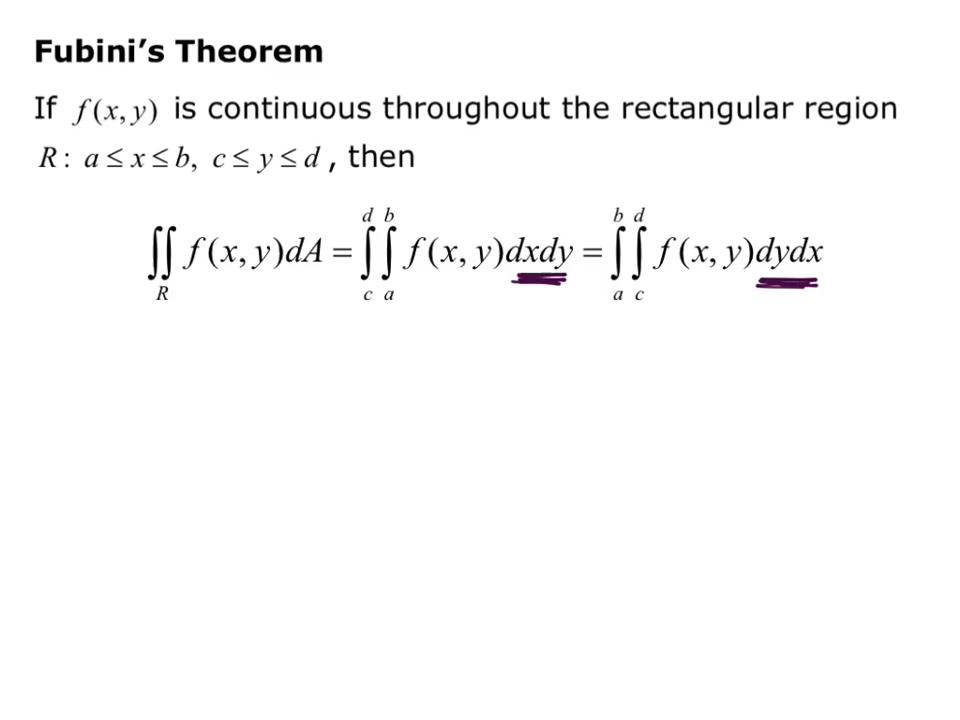 Fubini’s Theorem
If f(x, y) is continuous throughout the rectangular region
R: a ≤ x ≤ b, c ≤ y ≤ d, then
∬_R f(x, y)dA = ∫_c^d ∫_a^b f(x, y)dxdy = ∫_a^b ∫_c^d f(x, y)dydx